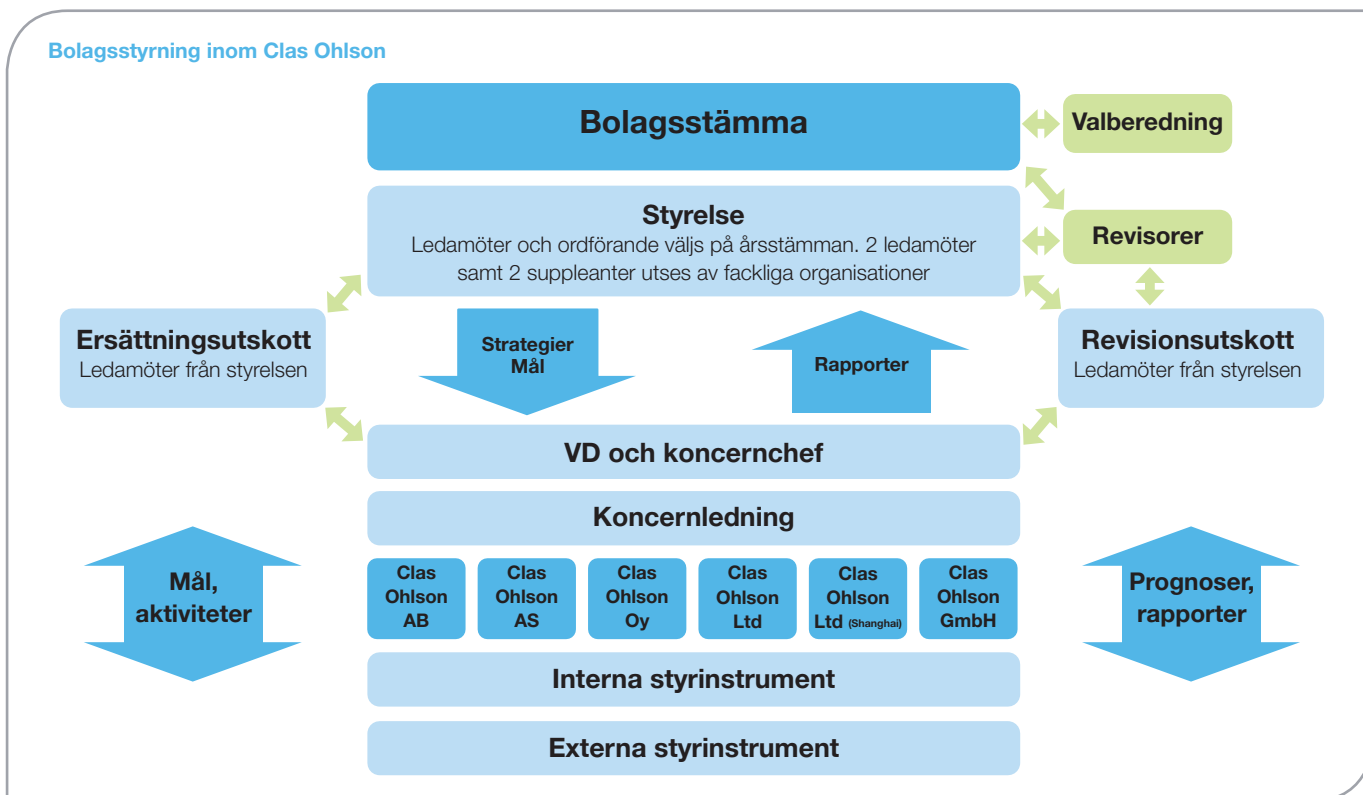 Bolagsstyrning inom Clas Ohlson
Bolagsstämma
Valberedning
Styrelse
Ledamöter och ordförande väljs på årsstämman. 2 ledamöter
samt 2 suppleanter utses av fackliga organisationer
Revisorer
Ersättningsutskott
Ledamöter från styrelsen
Strategier
Mål
Rapporter
Revisionsutskott
Ledamöter från styrelsen
VD och koncernchef
Koncernledning
Mål,
aktiviteter
Clas
Ohlson
AB
Clas
Ohlson
AS
Clas
Ohlson
Oy
Clas
Ohlson
Ltd
Clas
Ohlson
Ltd (Shanghai)
Clas
Ohlson
GmbH
Prognoser,
rapporter
Interna styrinstrument
Externa styrinstrument